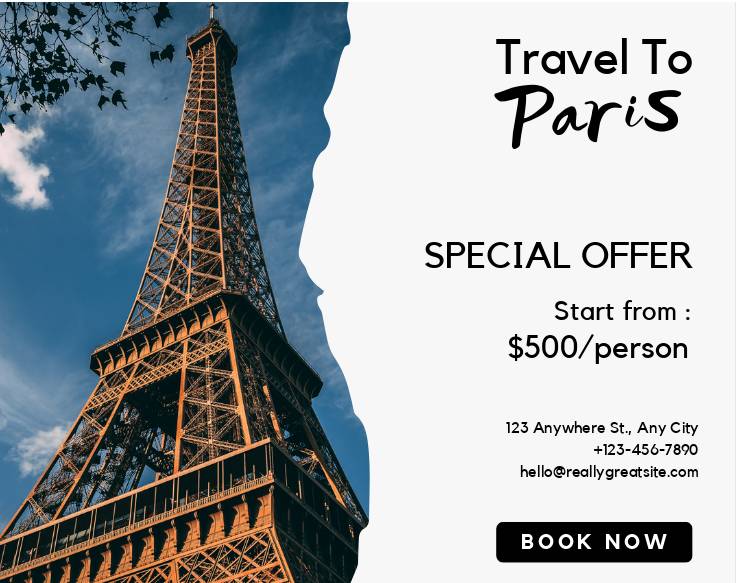 Travel To
Paris
SPECIAL OFFER
Start from :
$500/person
123 Anywhere St., Any City
+123-456-7890
hello@reallygreatsite.com
BOOK NOW